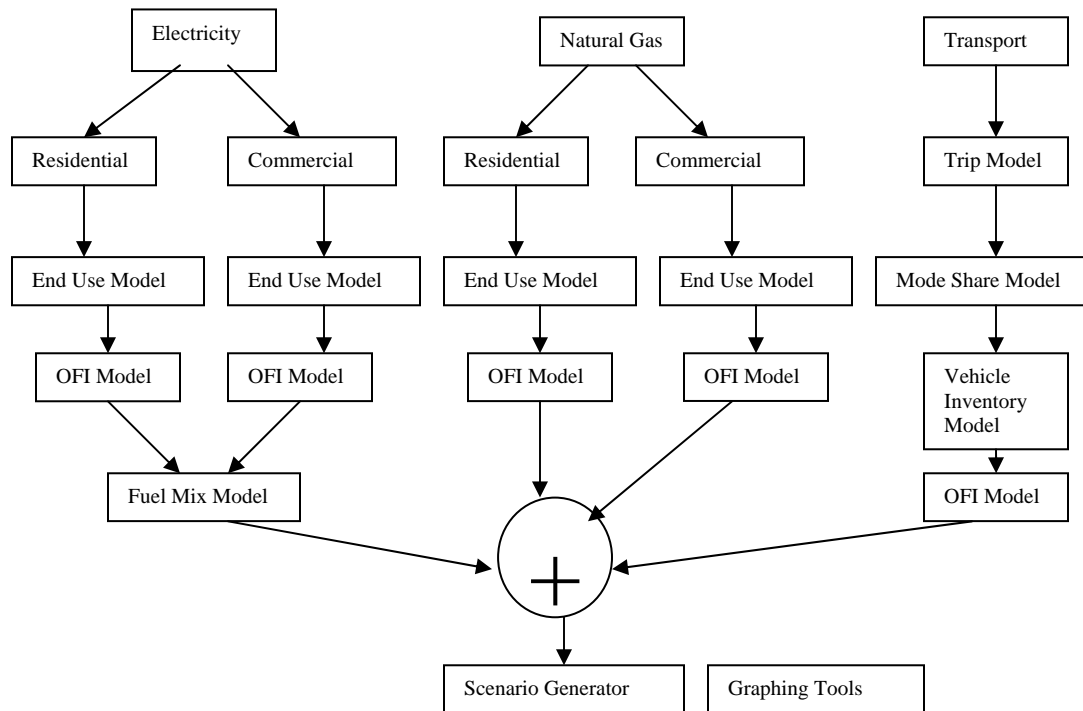 Electricity
Natural Gas
Transport
Residential
Commercial
Residential
Commercial
Trip Model
End Use Model
End Use Model
End Use Model
End Use Model
Mode Share Model
OFI Model
OFI Model
OFI Model
OFI Model
Vehicle
Inventory
Model
Fuel Mix Model
OFI Model
+
Scenario Generator
Graphing Tools